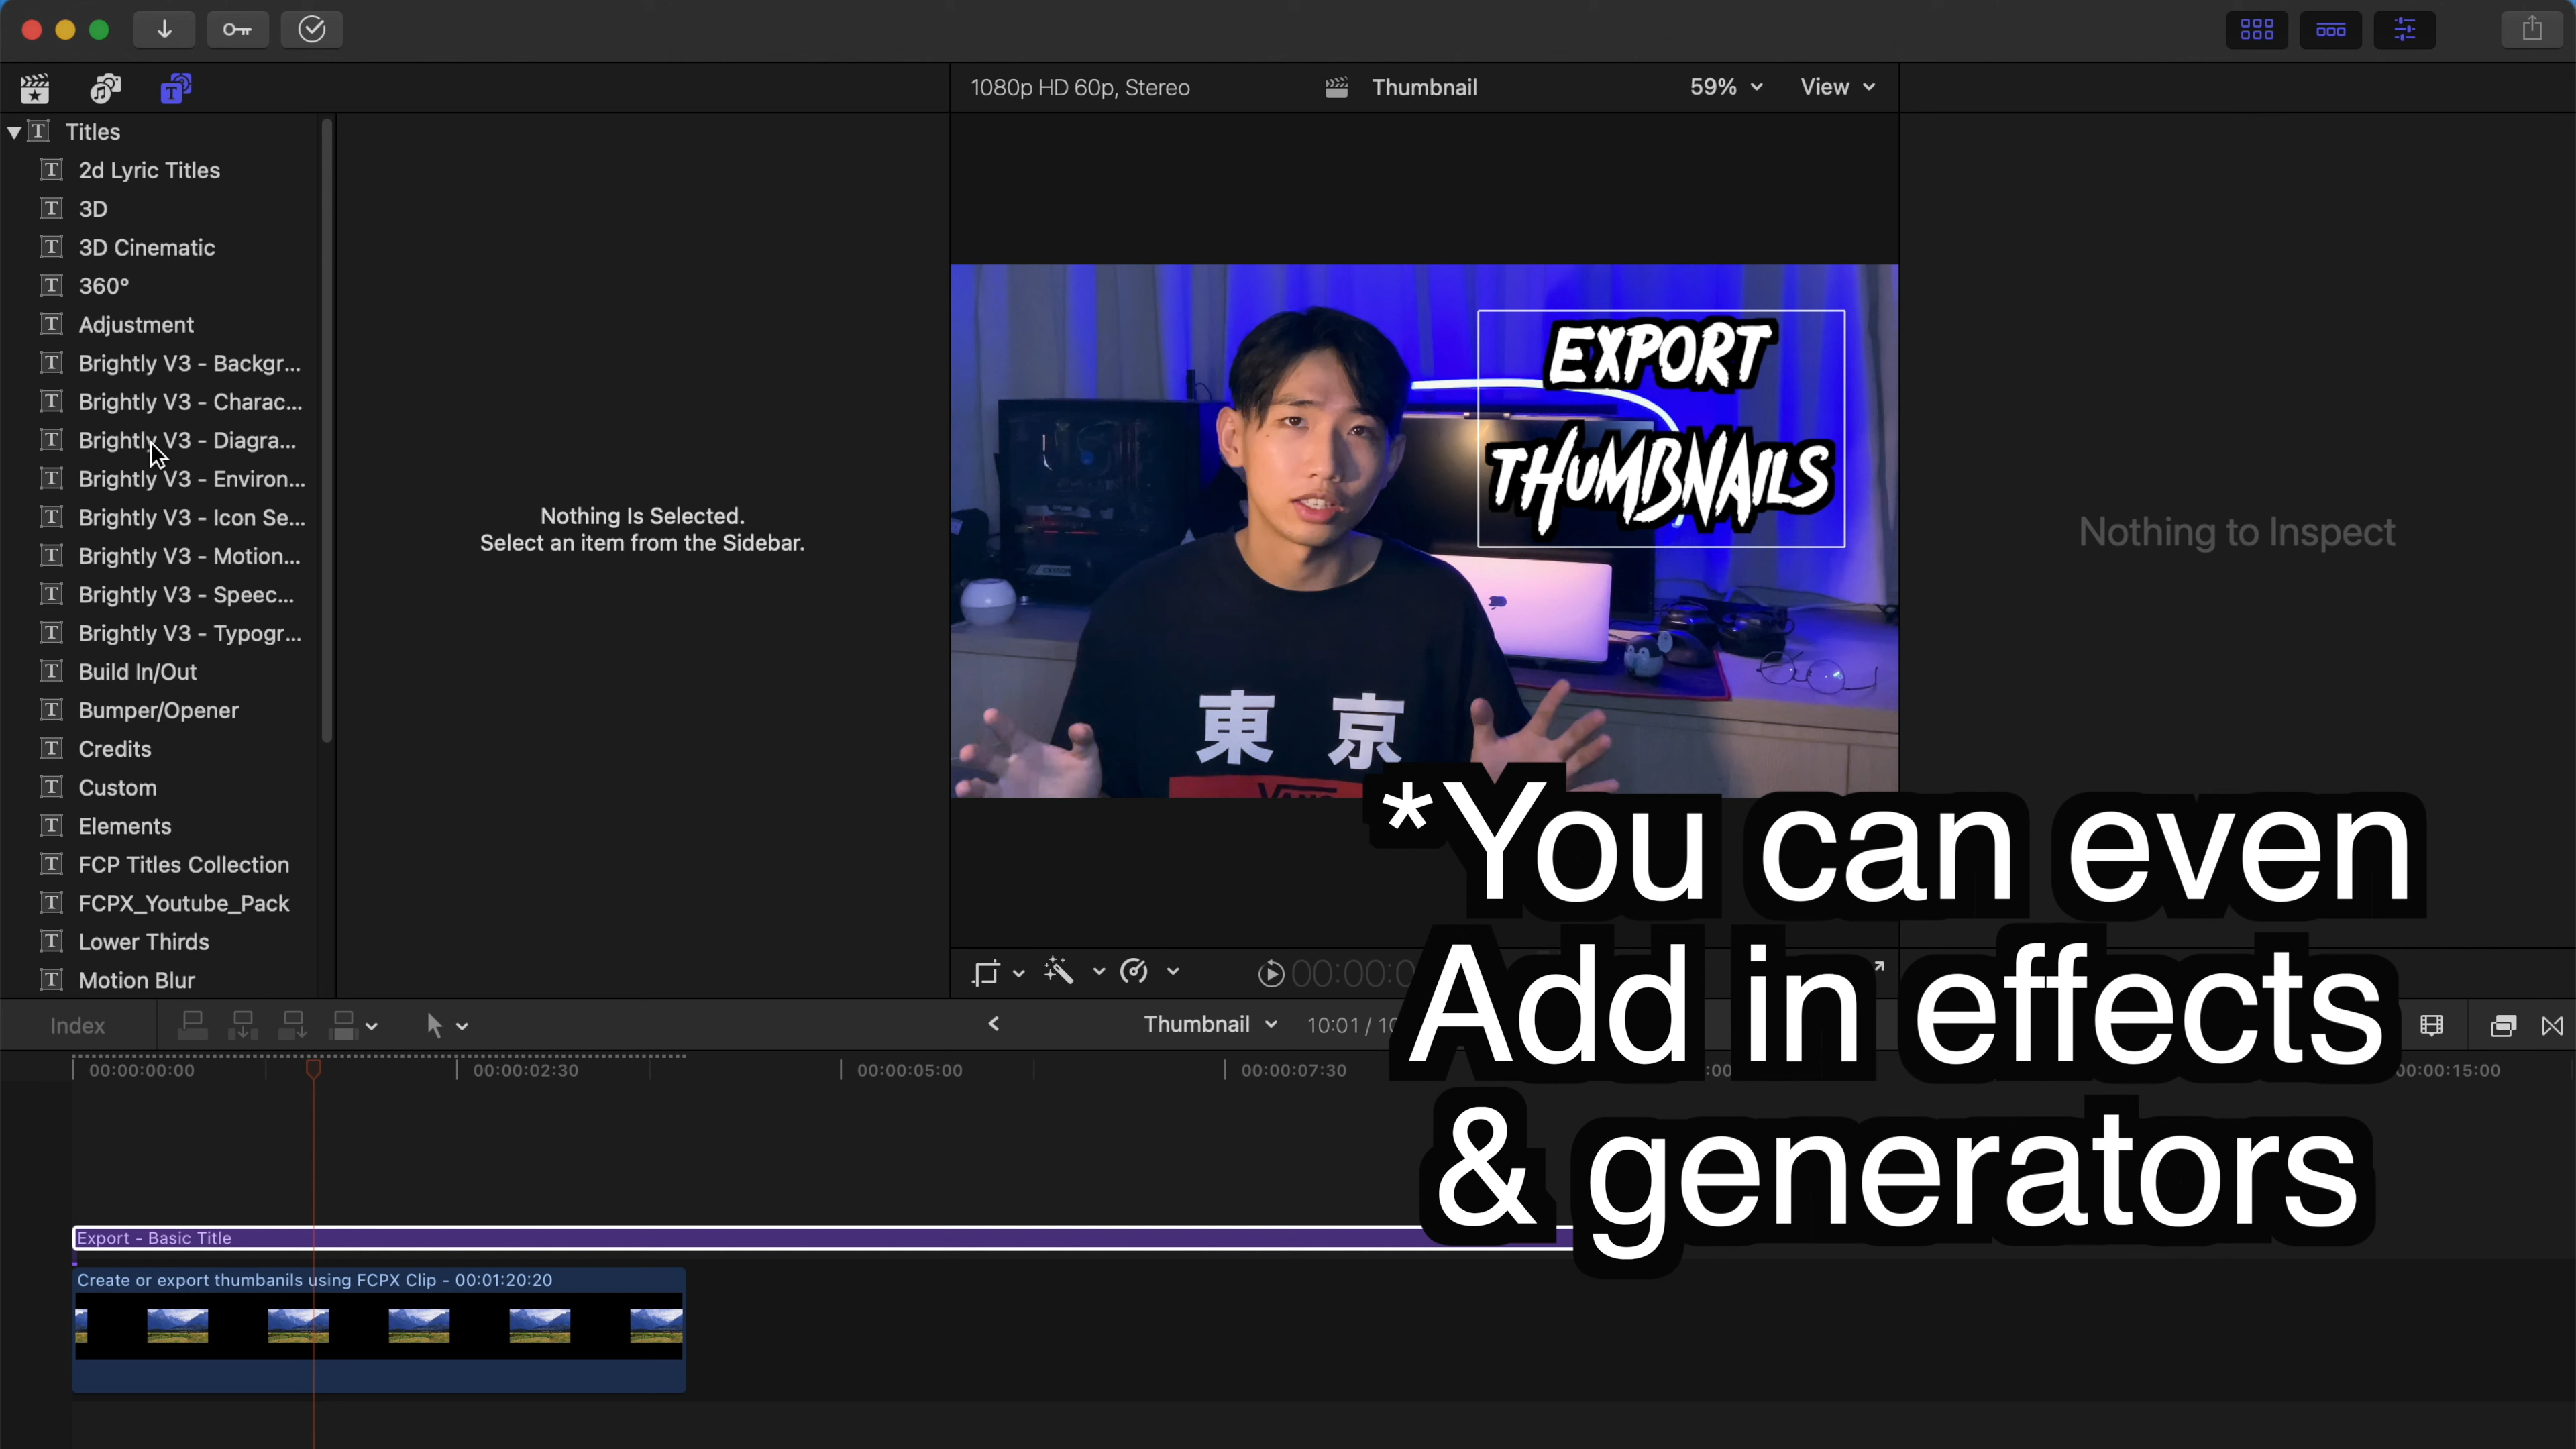 1080p HD 60p, Stereo
Thumbnail
59%
View
Titles
2d Lyric Titles
3D
3D Cinematic
360°
Adjustment
Brightly V3 - Backgr...
Brightly V3 - Charac...
Brightly V3 - Diagra...
Brightly V3 - Environ...
Brightly V3 - Icon Se...
Brightly V3 - Motion...
Brightly V3 - Speec...
Brightly V3 - Typogr...
Build In/Out
Bumper/Opener
Credits
Custom
Elements
FCP Titles Collection
FCPX_Youtube_Pack
Lower Thirds
Motion Blur
Nothing Is Selected.
Select an item from the Sidebar.
EXPORT
THUMBNAILS
東 京
Nothing to Inspect
*You can even
Add in effects
& generators
Index
Thumbnail
10:01 /
00:00:00:00
00:00:02:30
00:00:05:00
00:00:07:30
00:00:15:00
Export - Basic Title
Create or export thumbanils using FCPX Clip - 00:01:20:20